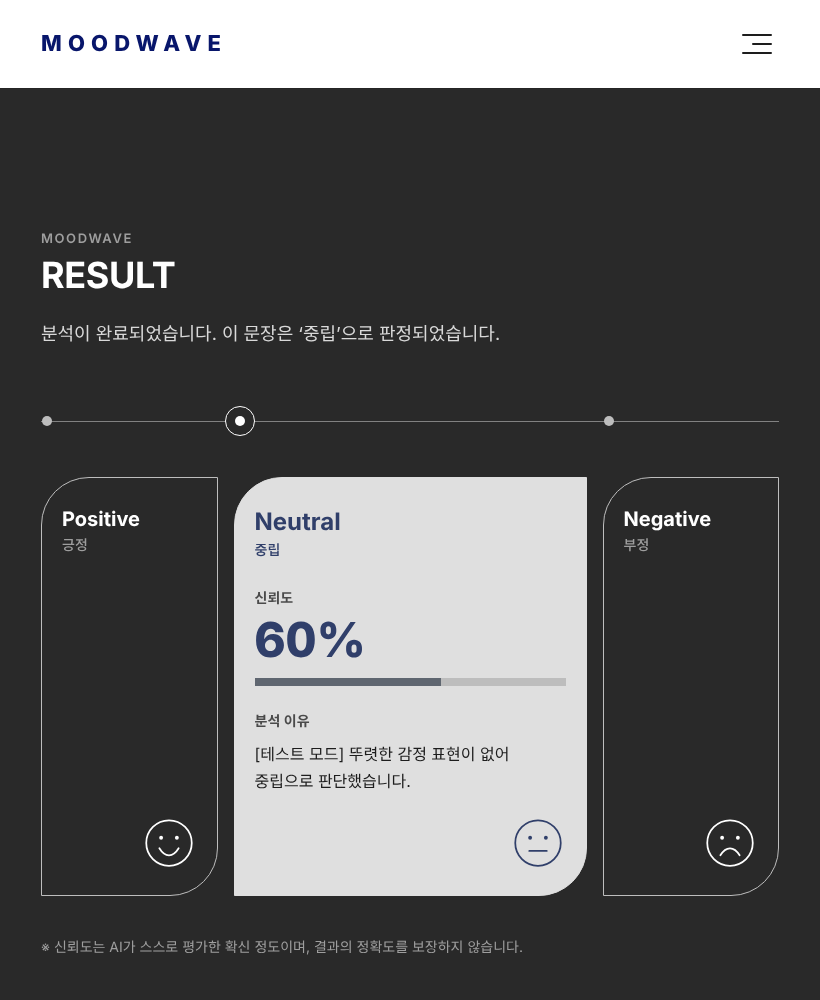 MOODWAVE
MOODWAVE
RESULT
분석이 완료되었습니다. 이 문장은 ‘중립’으로 판정되었습니다.
Positive
긍정
Neutral
중립
신뢰도
60%
분석 이유
[테스트 모드] 뚜렷한 감정 표현이 없어
중립으로 판단했습니다.
Negative
부정
※ 신뢰도는 AI가 스스로 평가한 확신 정도이며, 결과의 정확도를 보장하지 않습니다.